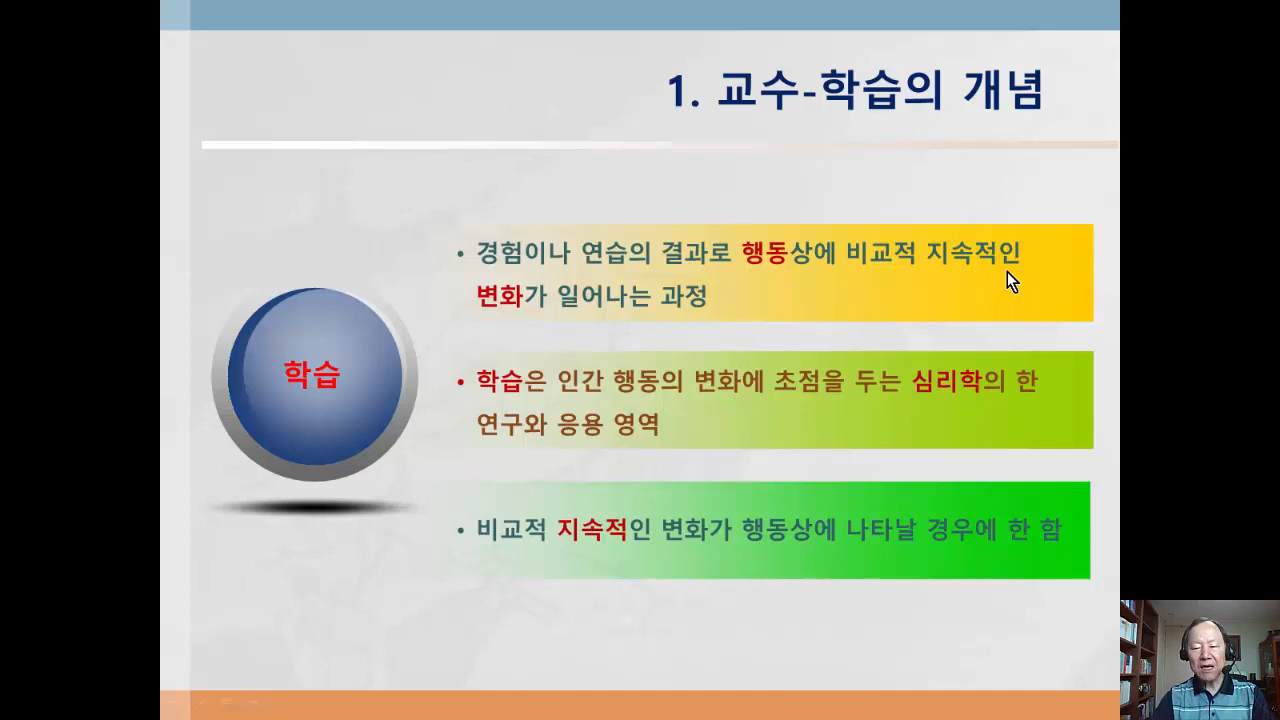 1. 교수-학습의 개념
• 경험이나 연습의 결과로 행동상에 비교적 지속적인
변화가 일어나는 과정
학습
• 학습은 인간 행동의 변화에 초점을 두는 심리학의 한
연구와 응용 영역
• 비교적 지속적인 변화가 행동상에 나타날 경우에 한 함